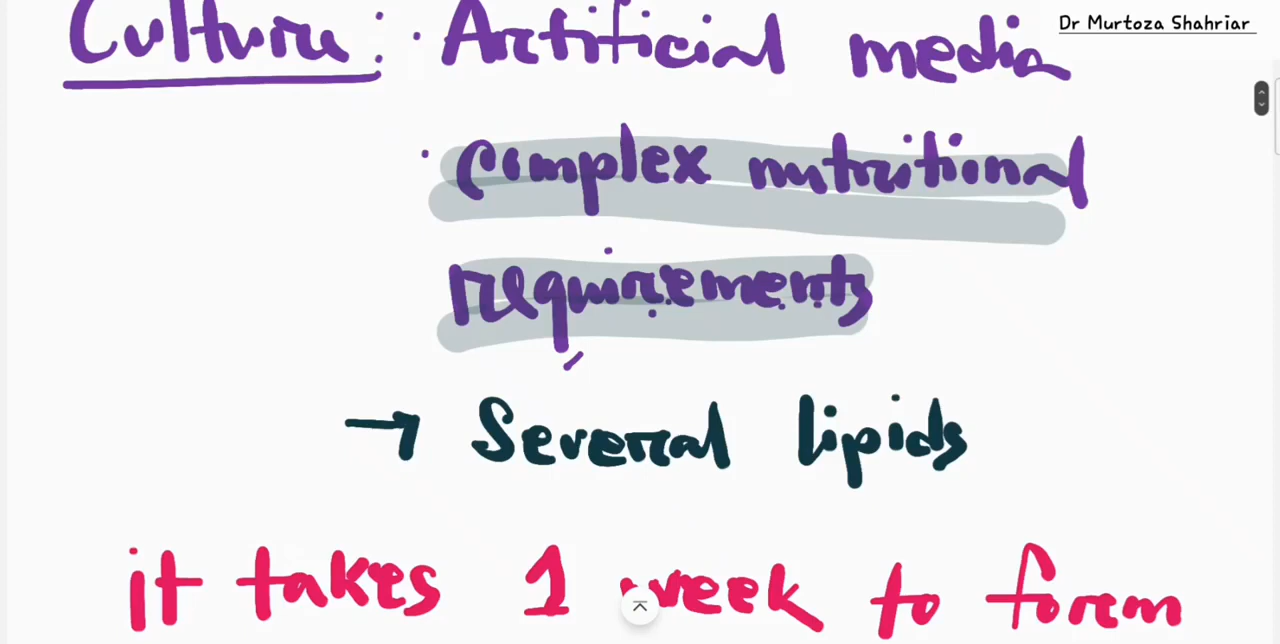 Dr Murtoza Shahriar
Culture: · Artificial media
· complex nutritional
requirements
→ Several lipids
it takes 1 week to form